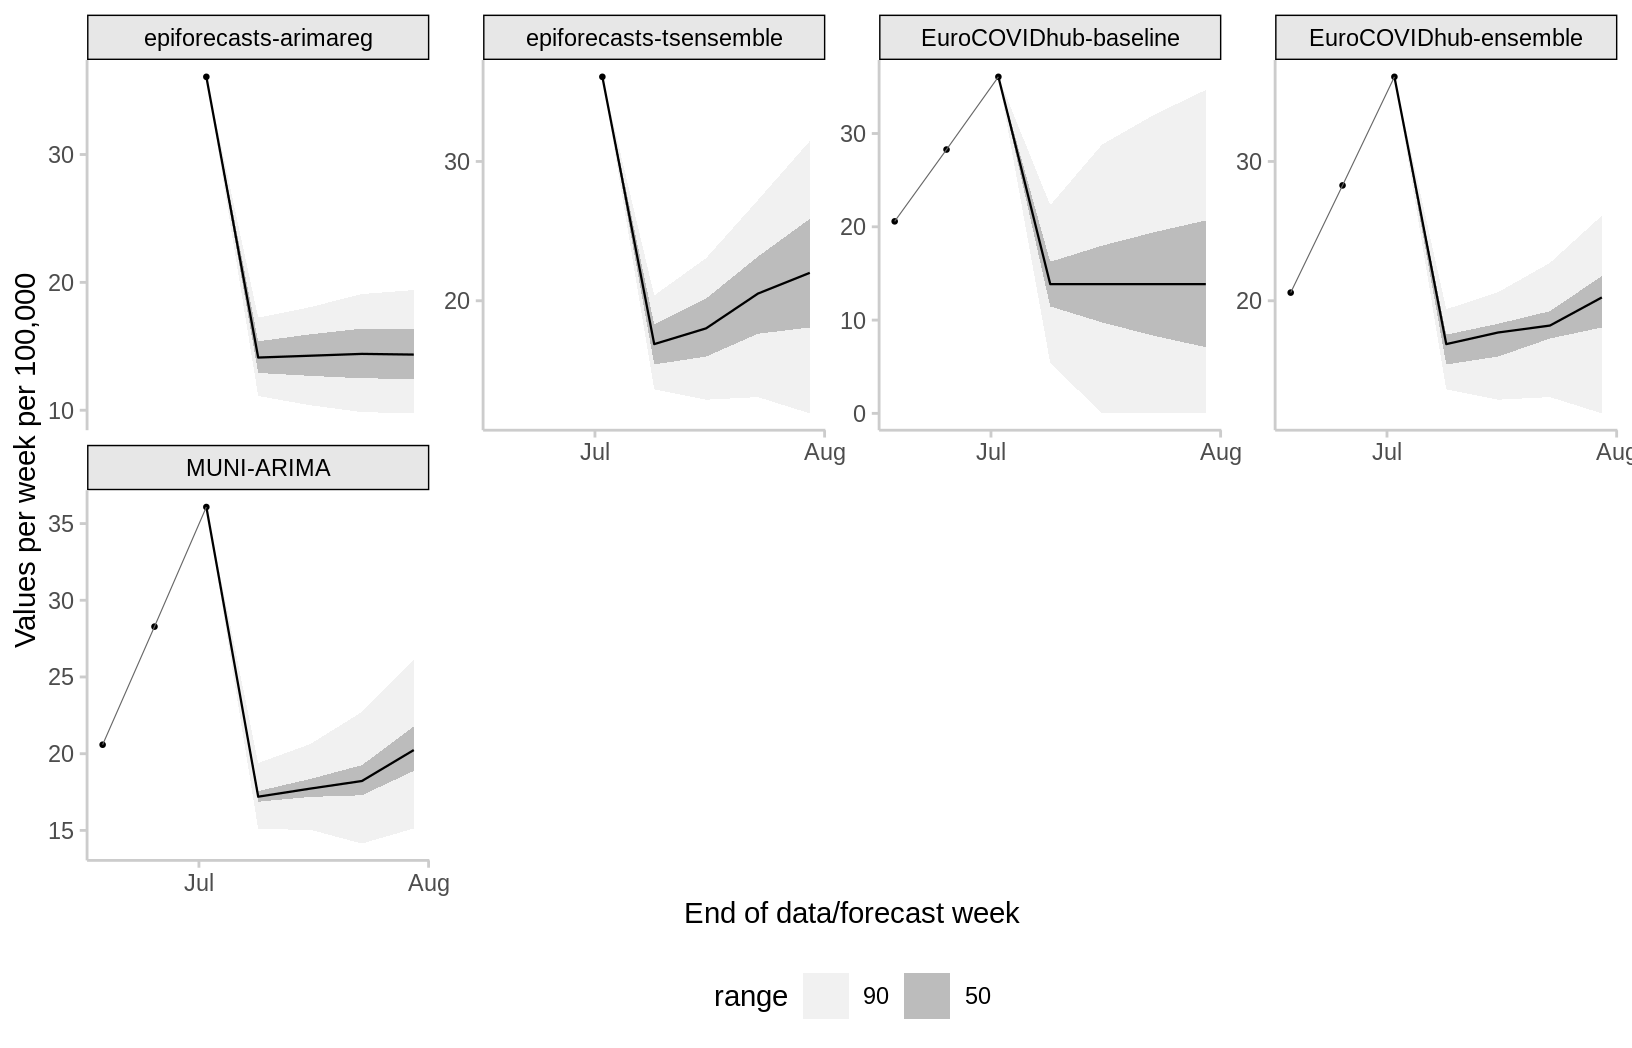 epiforecasts-arimareg
epiforecasts-tsensemble
EuroCOVIDhub-baseline
EuroCOVIDhub-ensemble
30
20
10
30
20
Jul
Aug
30
20
10
0
Jul
Aug
30
20
Jul
Aug
Values per week per 100,000
MUNI-ARIMA
35
30
25
20
15
Jul
Aug
End of data/forecast week
range
90
50